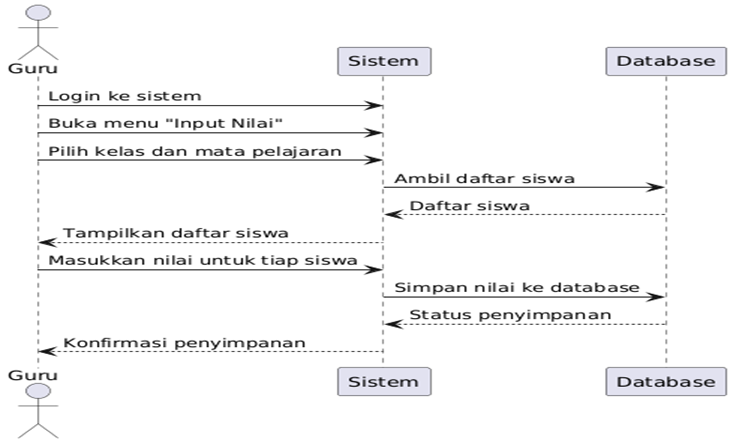 Guru
Sistem
Database
Login ke sistem
Buka menu "Input Nilai"
Pilih kelas dan mata pelajaran
Ambil daftar siswa
Daftar siswa
Tampilkan daftar siswa
Masukkan nilai untuk tiap siswa
Simpan nilai ke database
Status penyimpanan
Konfirmasi penyimpanan
Guru
Sistem
Database